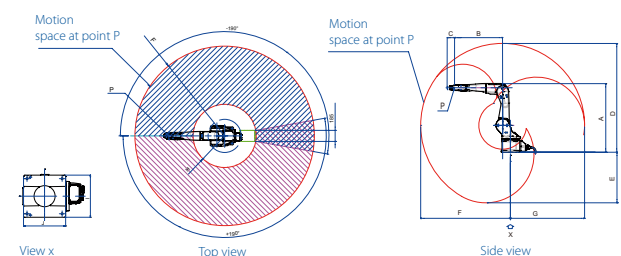 Motion
space at point P
-190°
F
P
H
+190°
Top view
View x
Motion
space at point P
C
B
P
A
D
E
F
G
X
Side view